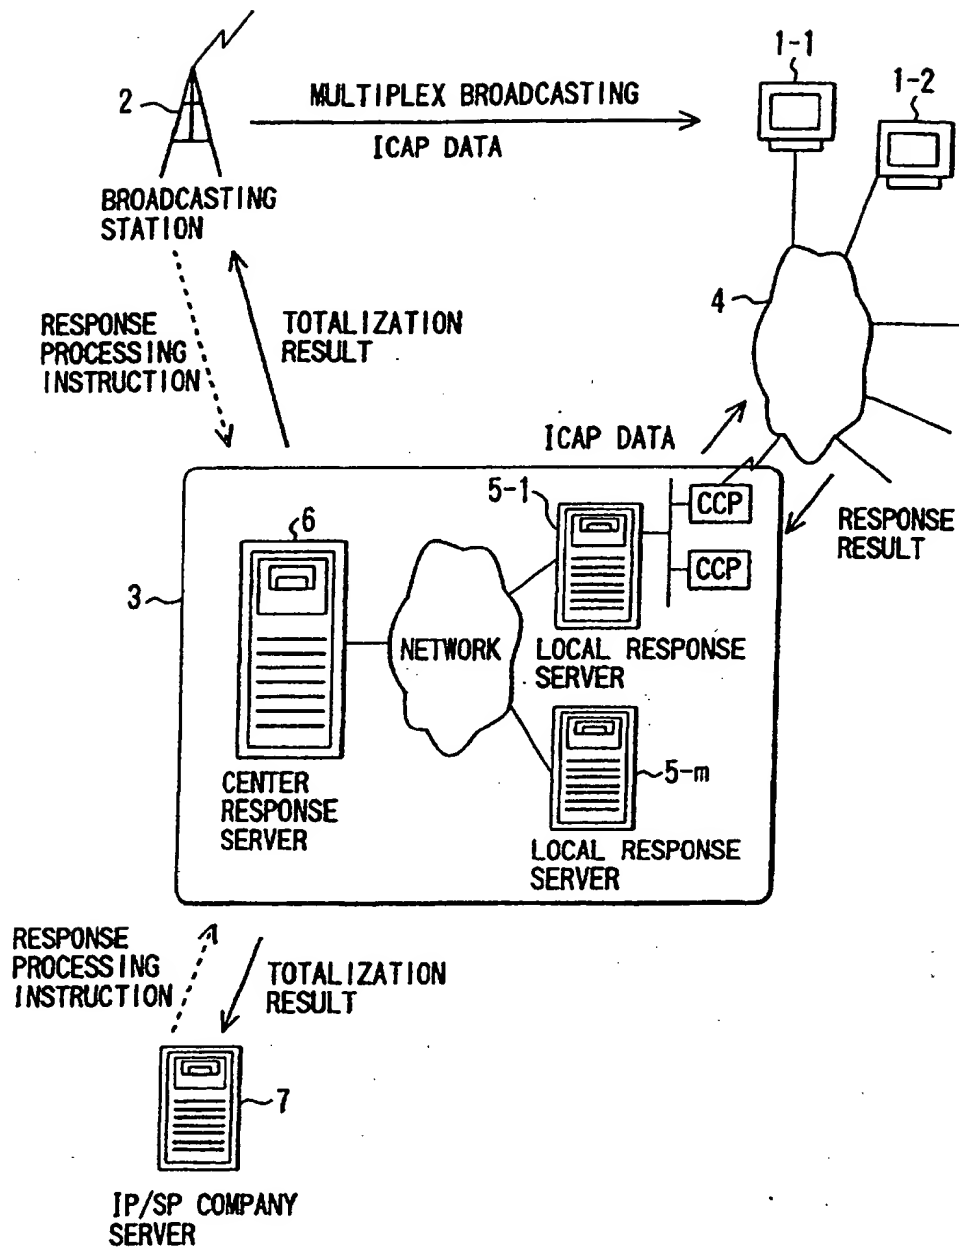 1-1
1-2
2
MULTIPLEX BROADCASTING
ICAP DATA
BROADCASTING
STATION
4
RESPONSE
PROCESSING
INSTRUCTION
TOTALIZATION
RESULT
ICAP DATA
RESPONSE
RESULT
5-1
CCP
CCP
6
3
NETWORK
LOCAL RESPONSE
SERVER
5-m
CENTER
RESPONSE
SERVER
LOCAL RESPONSE
SERVER
RESPONSE
PROCESSING
INSTRUCTION
TOTALIZATION
RESULT
7
IP/SP COMPANY
SERVER